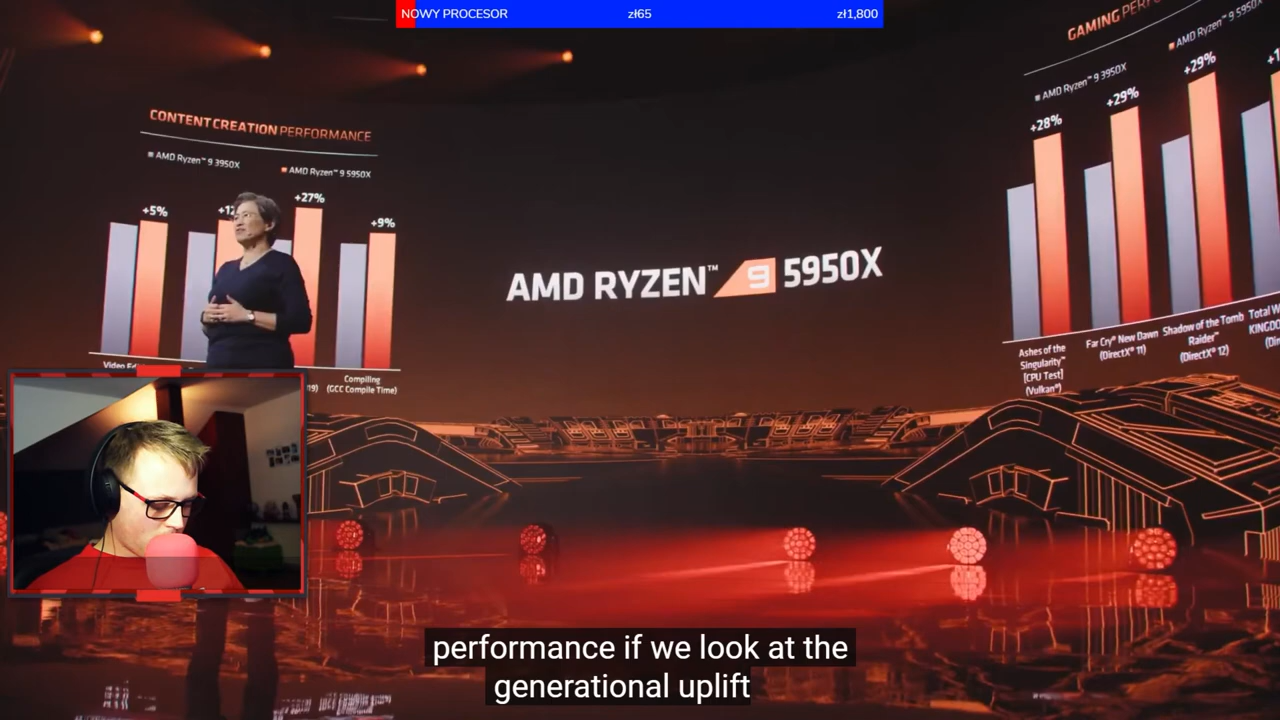 NOWY PROCESOR zł65 zł1,800
CONTENT CREATION PERFORMANCE
AMD Ryzen™ 9 3950X
AMD Ryzen™ 9 5950X
+5%
+27%
+9%
Compiling
(GCC Compile Time)
AMD RYZEN™ 9 5950X
GAMING
AMD Ryzen™ 9 3950X
AMD Ryzen™ 9 5950X
+28%
+29%
+29%
Ashes of the
Singularity™
[CPU Test]
(Vulkan®)
Far Cry® New Dawn
(DirectX® 11)
Shadow of the Tomb
Raider™
(DirectX® 12)
Total
performance if we look at the
generational uplift